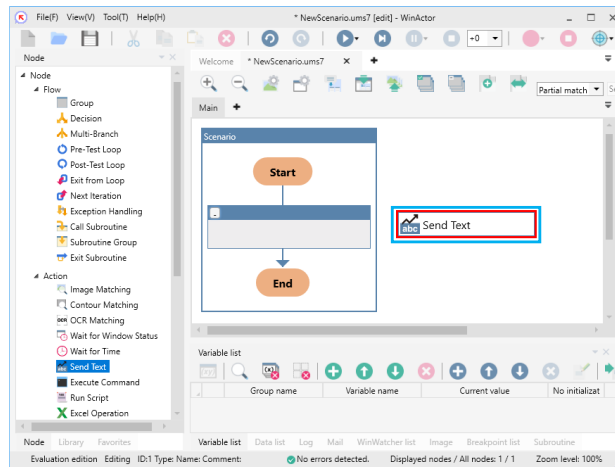 File(F) View(V) Tool(T) Help(H)
* NewScenario.ums7 [edit] - WinActor
+0
Node
Welcome * NewScenario.ums7
Partial match
Main
Node
Flow
Group
Decision
Multi-Branch
Pre-Test Loop
Post-Test Loop
Exit from Loop
Next Iteration
Exception Handling
Call Subroutine
Subroutine Group
Exit Subroutine
Action
Image Matching
Contour Matching
OCR OCR Matching
Wait for Window Status
Wait for Time
Send Text
Execute Command
Run Script
Excel Operation
Scenario
Start
End
abc Send Text
Variable list
Group name Variable name Current value No initializat
Node Library Favorites
Variable list Data list Log Mail WinWatcher list Image Breakpoint list Subroutine
Evaluation edition Editing ID:1 Type: Name: Comment: No errors detected. Displayed nodes / All nodes: 1 / 1 Zoom level: 100%